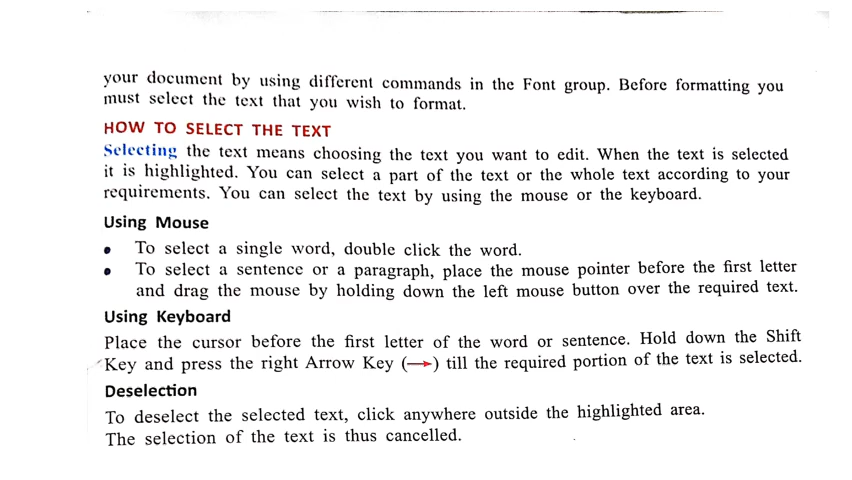 your document by using different commands in the Font group. Before formatting you
must select the text that you wish to format.
HOW TO SELECT THE TEXT
Selecting the text means choosing the text you want to edit. When the text is selected
it is highlighted. You can select a part of the text or the whole text according to your
requirements. You can select the text by using the mouse or the keyboard.
Using Mouse
• To select a single word, double click the word.
• To select a sentence or a paragraph, place the mouse pointer before the first letter
and drag the mouse by holding down the left mouse button over the required text.
Using Keyboard
Place the cursor before the first letter of the word or sentence. Hold down the Shift
Key and press the right Arrow Key (→) till the required portion of the text is selected.
Deselection
To deselect the selected text, click anywhere outside the highlighted area.
The selection of the text is thus cancelled.